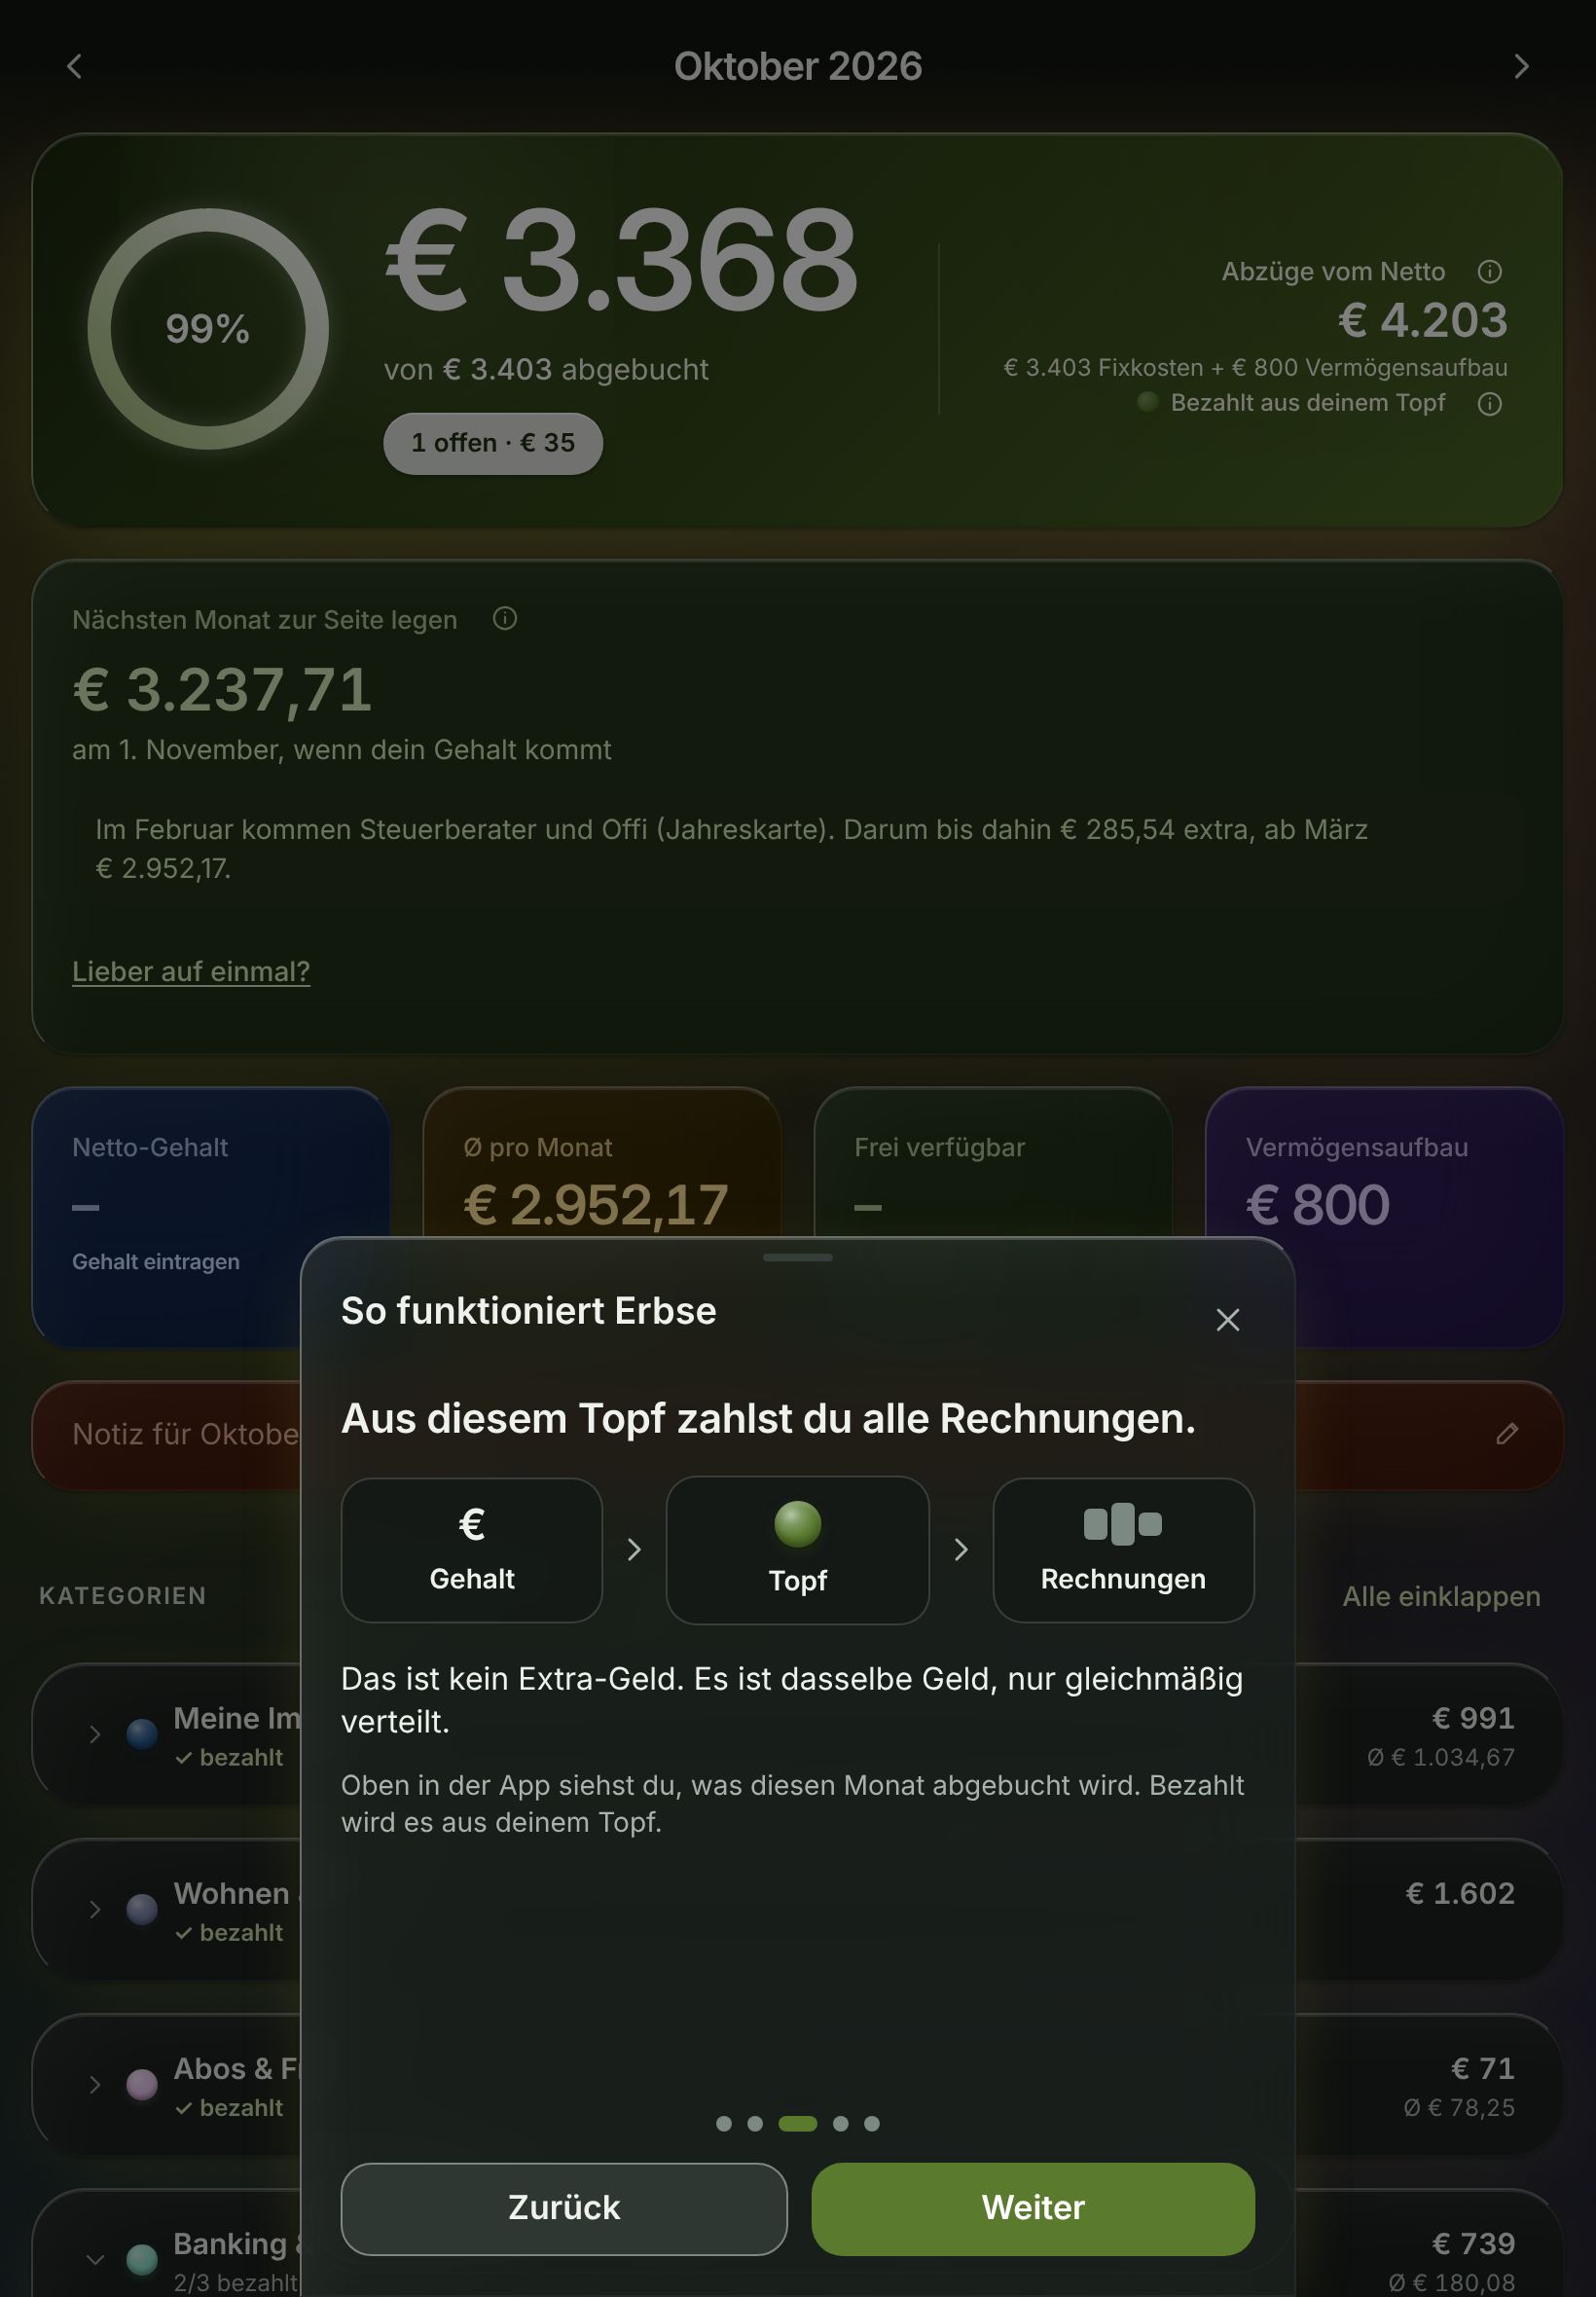 Oktober 2026
99%
€ 3.368
von € 3.403 abgebucht
1 offen · € 35
Abzüge vom Netto
€ 4.203
€ 3.403 Fixkosten + € 800 Vermögensaufbau
Bezahlt aus deinem Topf
Nächsten Monat zur Seite legen
€ 3.237,71
am 1. November, wenn dein Gehalt kommt
Im Februar kommen Steuerberater und Offi (Jahreskarte). Darum bis dahin € 285,54 extra, ab März
€ 2.952,17.
Lieber auf einmal?
Netto-Gehalt
–
Gehalt eintragen
Ø pro Monat
€ 2.952,17
Frei verfügbar
–
Vermögensaufbau
€ 800
Notiz für Oktobe
So funktioniert Erbse
Aus diesem Topf zahlst du alle Rechnungen.
€
Gehalt
Topf
Rechnungen
Das ist kein Extra-Geld. Es ist dasselbe Geld, nur gleichmäßig
verteilt.
Oben in der App siehst du, was diesen Monat abgebucht wird. Bezahlt
wird es aus deinem Topf.
Zurück
Weiter
KATEGORIEN
Alle einklappen
Meine Im
✓ bezahlt
€ 991
Ø € 1.034,67
Wohnen
✓ bezahlt
€ 1.602
Abos & F
✓ bezahlt
€ 71
Ø € 78,25
Banking &
2/3 bezahlt
€ 739
Ø € 180,08